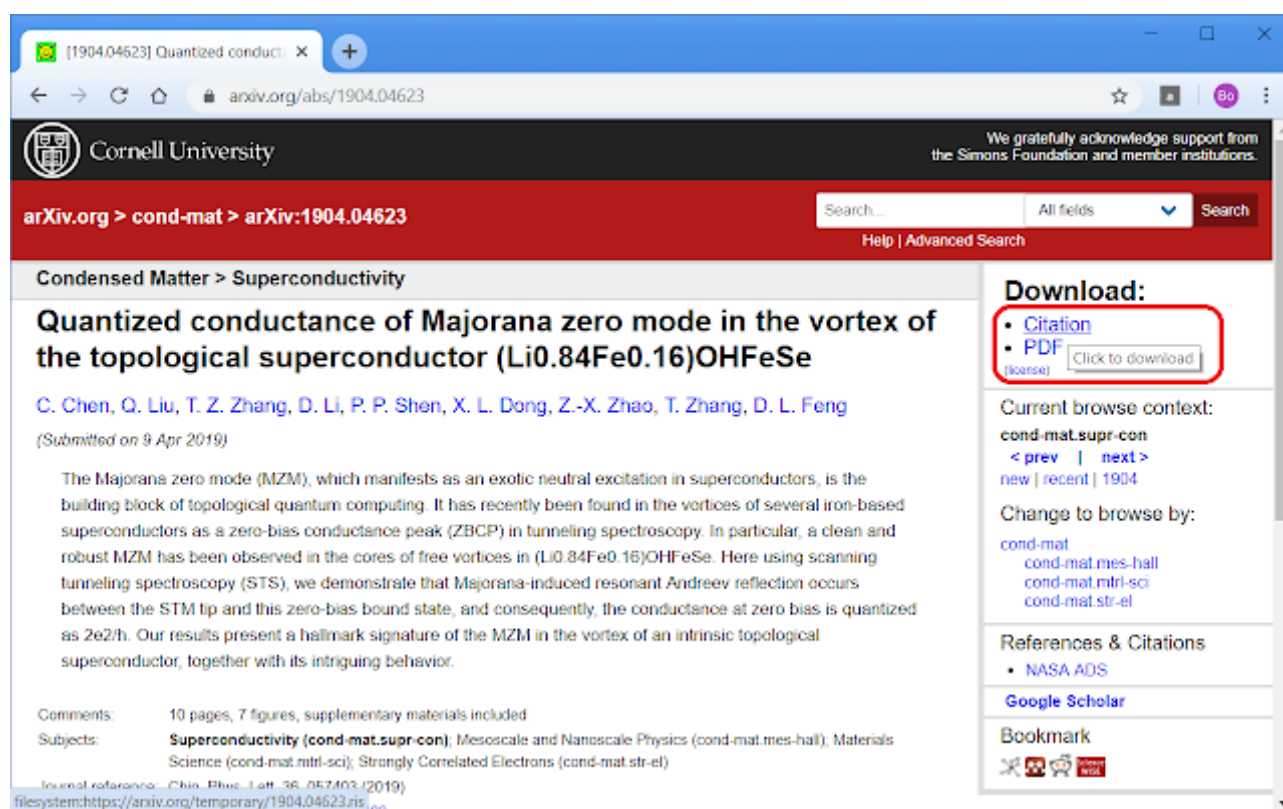 [1904.04623] Quantized conduct
arxiv.org/abs/1904.04623
Bo
Cornell University
We gratefully acknowledge support from
the Simons Foundation and member institutions.
arXiv.org > cond-mat > arXiv:1904.04623
Search...
All fields
Search
Help | Advanced Search
Condensed Matter > Superconductivity
Quantized conductance of Majorana zero mode in the vortex of
the topological superconductor (Li0.84Fe0.16)OHFeSe
C. Chen, Q. Liu, T. Z. Zhang, D. Li, P. P. Shen, X. L. Dong, Z.-X. Zhao, T. Zhang, D. L. Feng
(Submitted on 9 Apr 2019)
The Majorana zero mode (MZM), which manifests as an exotic neutral excitation in superconductors, is the
building block of topological quantum computing. It has recently been found in the vortices of several iron-based
superconductors as a zero-bias conductance peak (ZBCP) in tunneling spectroscopy. In particular, a clean and
robust MZM has been observed in the cores of free vortices in (Li0.84Fe0.16)OHFeSe. Here using scanning
tunneling spectroscopy (STS), we demonstrate that Majorana-induced resonant Andreev reflection occurs
between the STM tip and this zero-bias bound state, and consequently, the conductance at zero bias is quantized
as 2e2/h. Our results present a hallmark signature of the MZM in the vortex of an intrinsic topological
superconductor, together with its intriguing behavior.
Comments: 10 pages, 7 figures, supplementary materials included
Subjects: Superconductivity (cond-mat.supr-con); Mesoscale and Nanoscale Physics (cond-mat.mes-hall); Materials
Science (cond-mat.mtrl-sci); Strongly Correlated Electrons (cond-mat.str-el)
Journal reference: Chin. Phys. Lett. 36, 057403 (2019)
filesystem:https://arxiv.org/temporary/1904.04623.ris
Download:
Citation
PDF
Click to download
(license)
Current browse context:
cond-mat.supr-con
< prev | next >
new | recent | 1904
Change to browse by:
cond-mat
cond-mat.mes-hall
cond-mat.mtrl-sci
cond-mat.str-el
References & Citations
NASA ADS
Google Scholar
Bookmark
Science
WISE